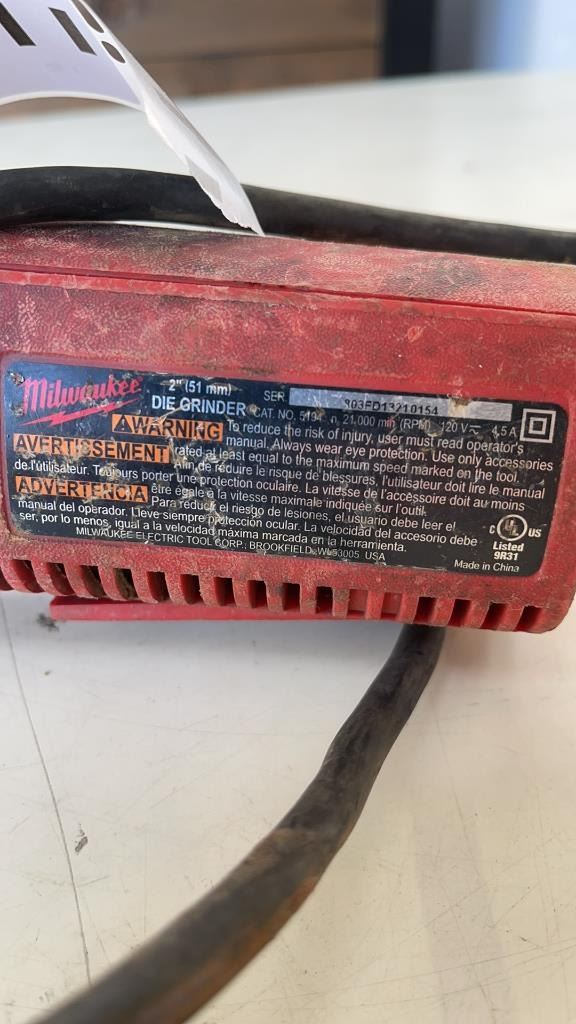 Milwaukee
2" (51 mm) SER 803FD13210154
DIE GRINDER CAT. NO. 5194 n 21,000 min (RPM) 120 V 4,5 A
WARNING To reduce the risk of injury, user must read operator's
manual. Always wear eye protection. Use only accessories
AVERTISSEMENT rated at least equal to the maximum speed marked on the tool.
Afin de réduire le risque de blessures, l'utilisateur doit lire le manual
de l'utilisateur. Toujours porter une protection oculaire. La vitesse de l'accessoire doit au moins
ADVERTENCIA être égale à la vitesse maximale indiquée sur l'outil.
Para reducir el riesgo de lesiones, el usuario debe leer el
manual del operador. Lleve siempre protección ocular. La velocidad del accesorio debe
ser, por lo menos, igual a la velocidad máxima marcada en la herramienta.
MILWAUKEE ELECTRIC TOOL CORP., BROOKFIELD, WI 53005 USA
C UL US
Listed
9R31
Made in China